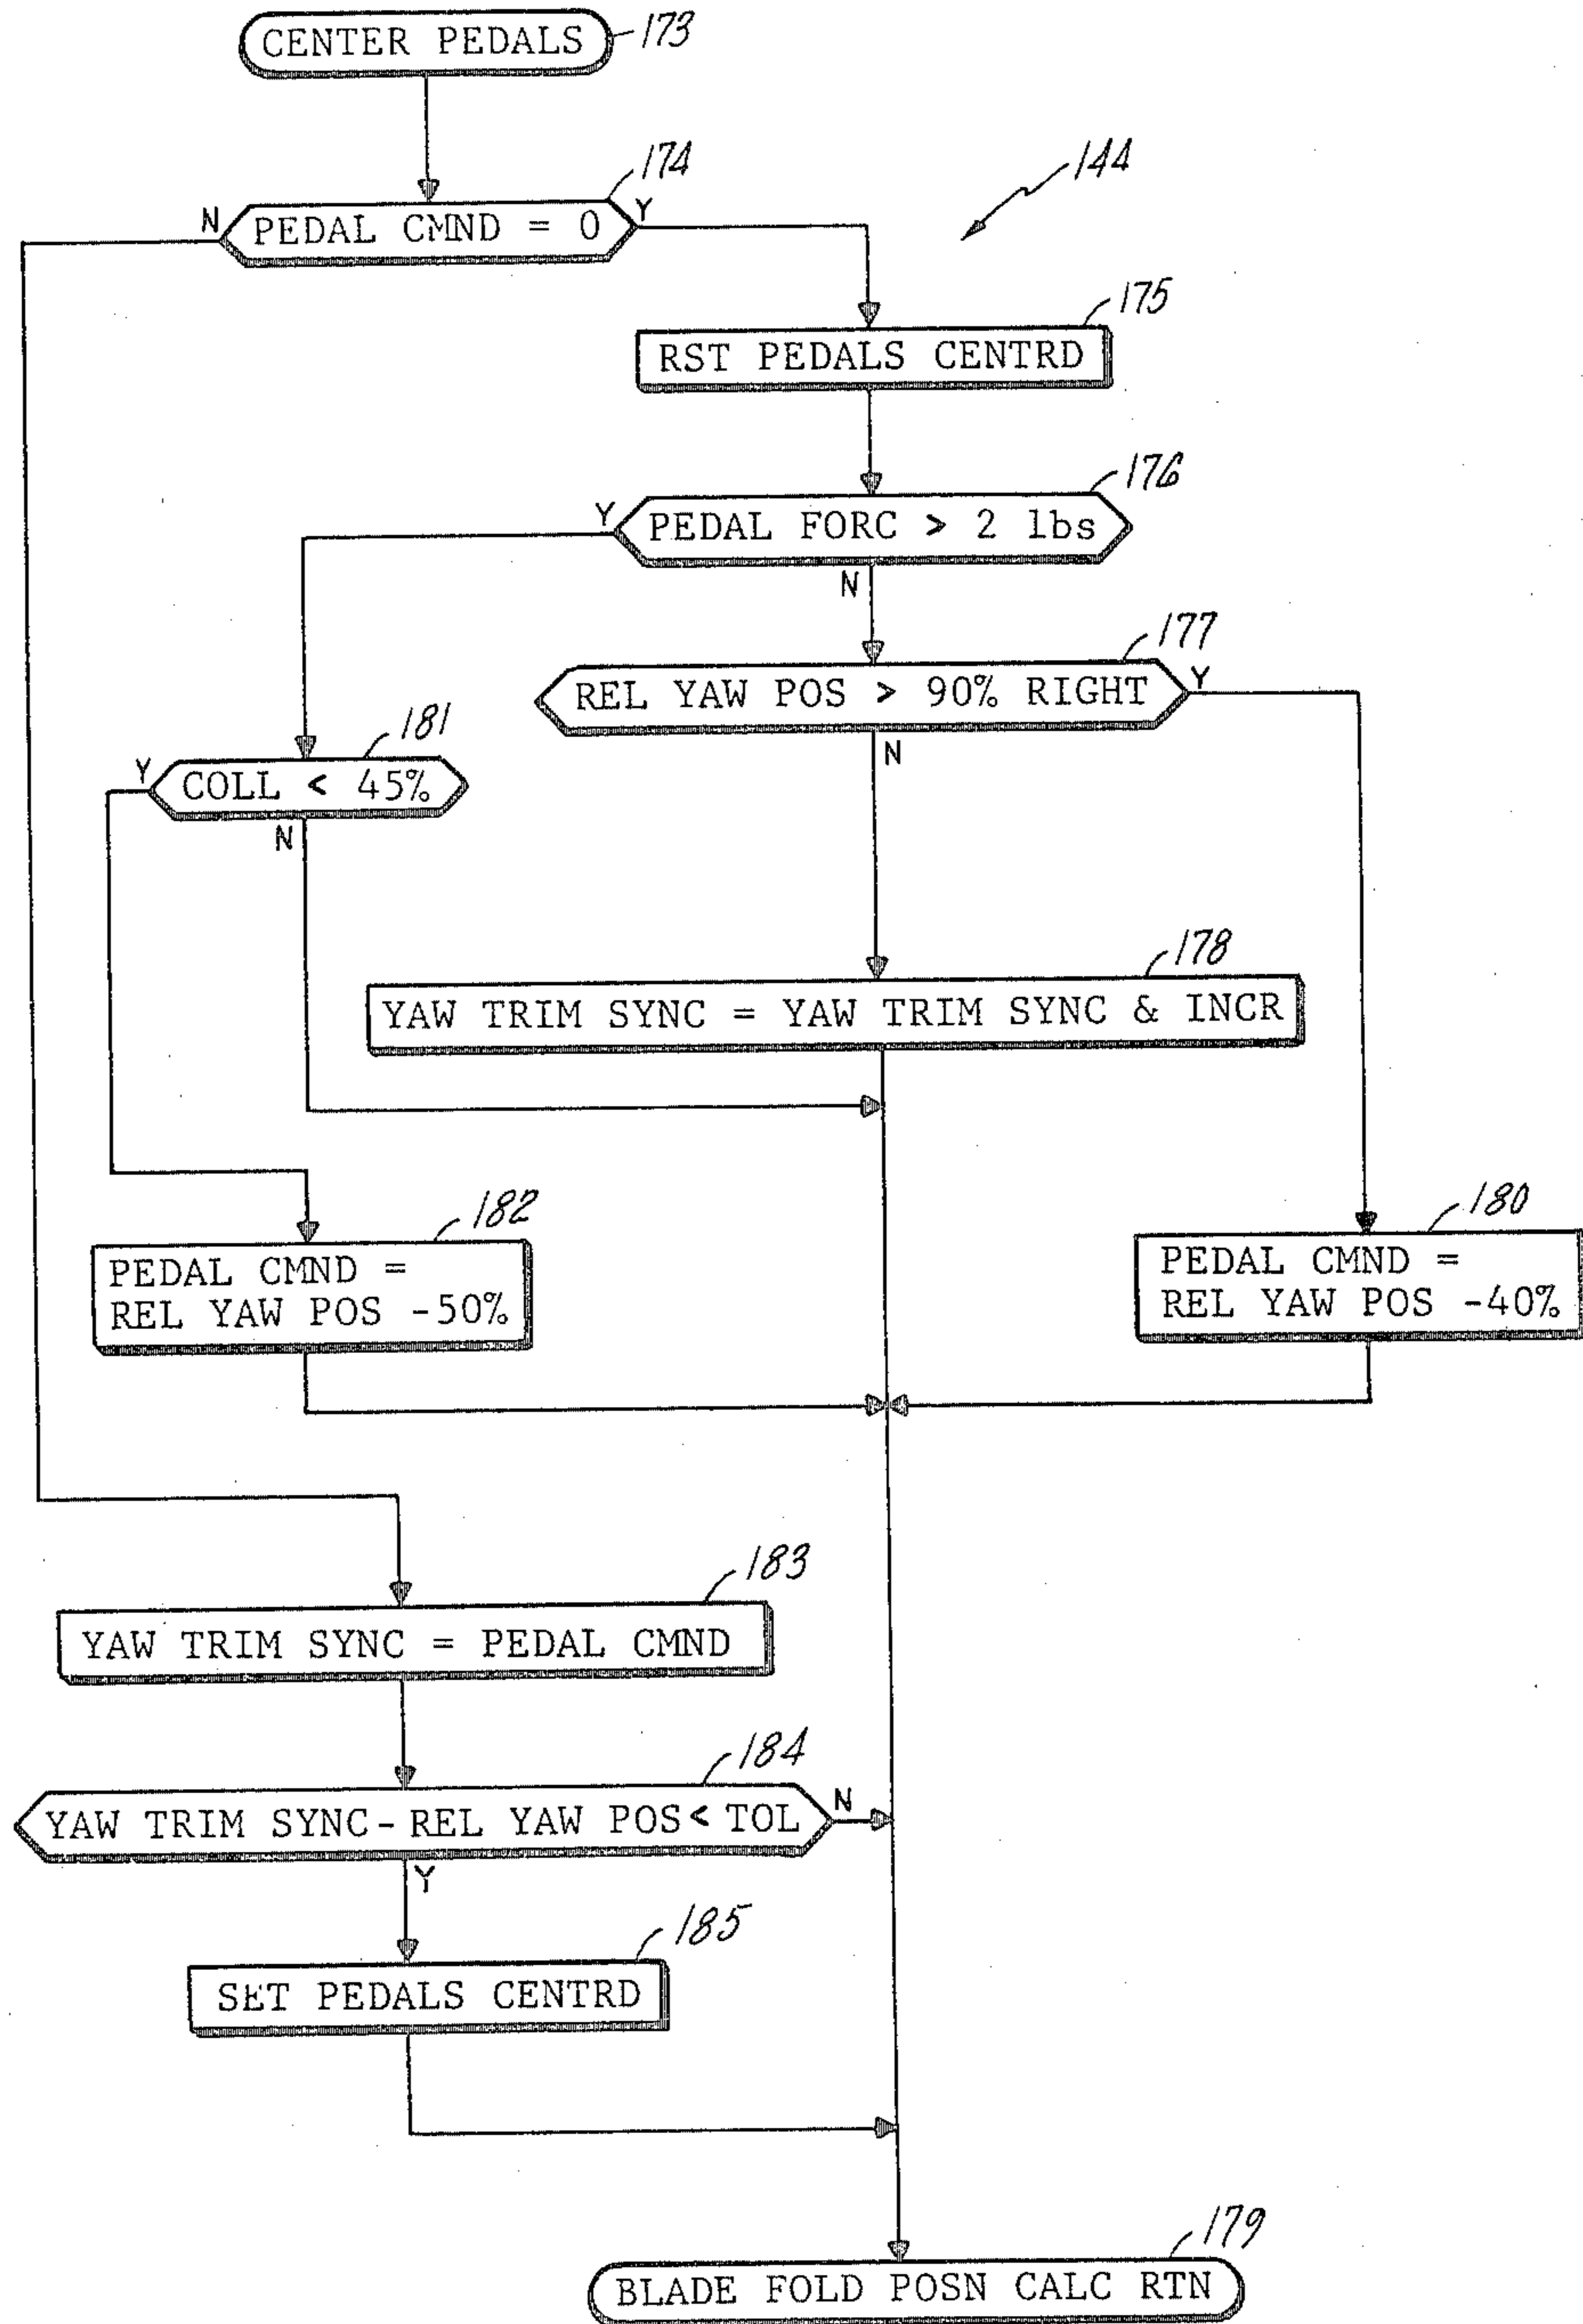 CENTER PEDALS
173
174
144
N
PEDAL CMND = 0
Y
175
RST PEDALS CENTRD
176
Y
PEDAL FORC > 2 lbs
N
177
REL YAW POS > 90% RIGHT
Y
N
181
Y
COLL < 45%
N
178
YAW TRIM SYNC = YAW TRIM SYNC & INCR
182
PEDAL CMND =
REL YAW POS -50%
180
PEDAL CMND =
REL YAW POS -40%
183
YAW TRIM SYNC = PEDAL CMND
184
YAW TRIM SYNC - REL YAW POS < TOL
N
Y
185
SET PEDALS CENTRD
179
BLADE FOLD POSN CALC RTN